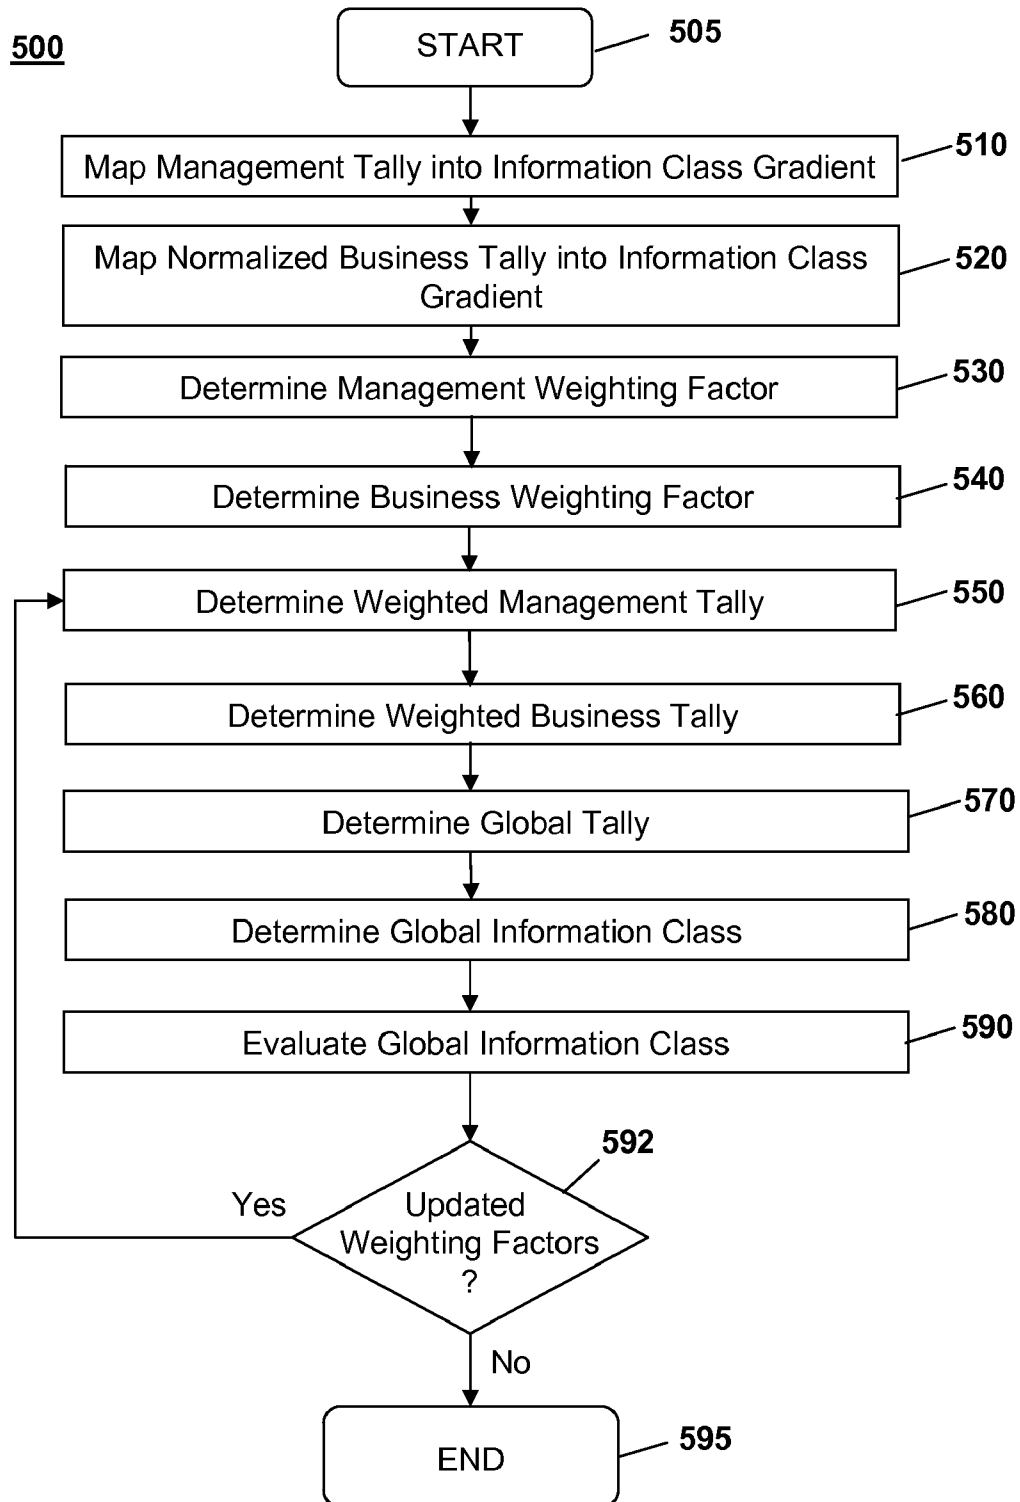 500
START
505
Map Management Tally into Information Class Gradient
510
Map Normalized Business Tally into Information Class
Gradient
520
Determine Management Weighting Factor
530
Determine Business Weighting Factor
540
Determine Weighted Management Tally
550
Determine Weighted Business Tally
560
Determine Global Tally
570
Determine Global Information Class
580
Evaluate Global Information Class
590
592
Yes
Updated
Weighting Factors
?
No
END
595